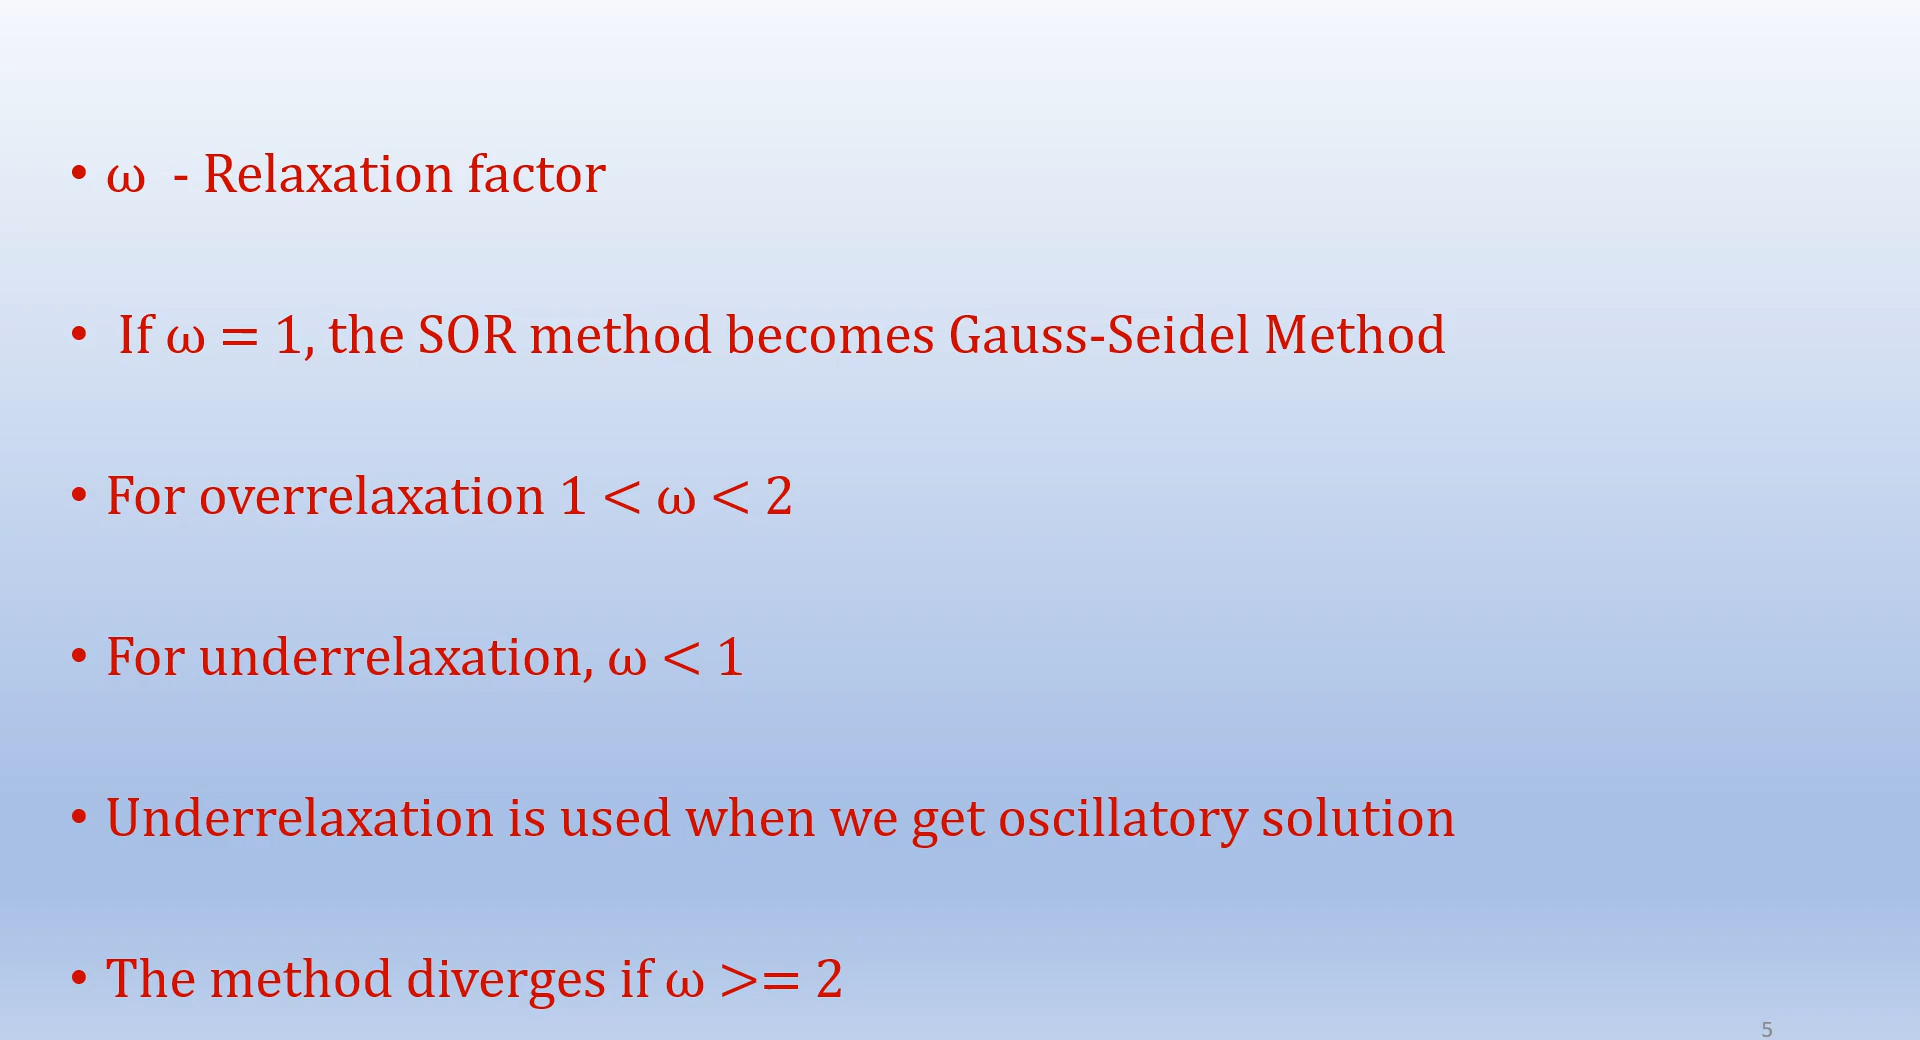 • ω - Relaxation factor
• If ω = 1, the SOR method becomes Gauss-Seidel Method
• For overrelaxation 1 < ω < 2
• For underrelaxation, ω < 1
• Underrelaxation is used when we get oscillatory solution
• The method diverges if ω >= 2
5